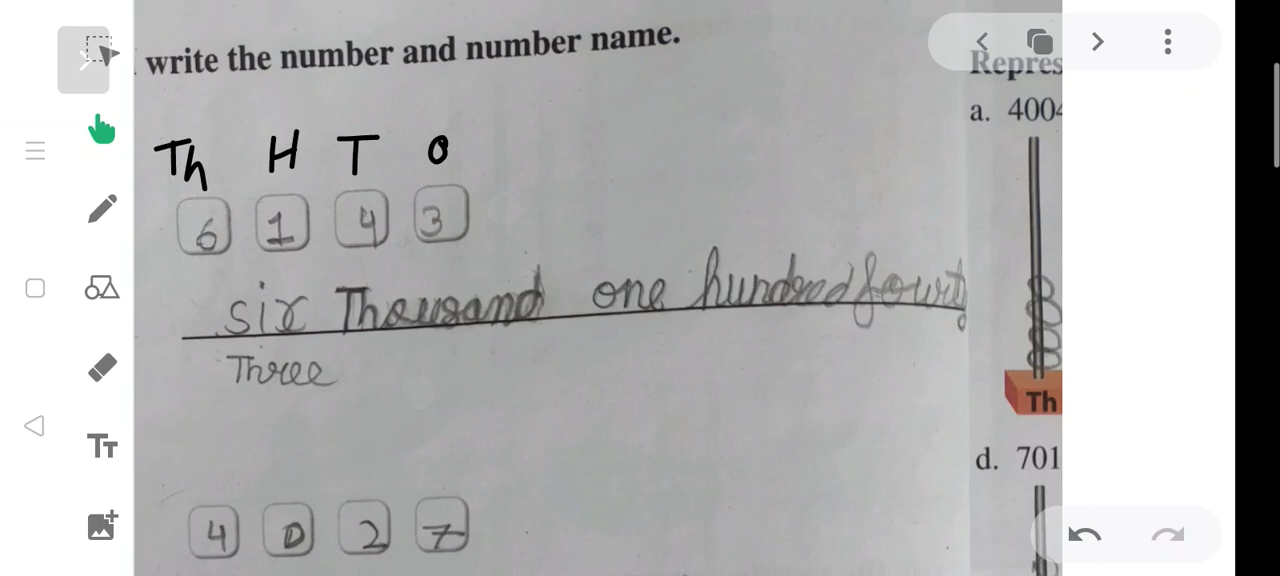 write the number and number name.
Repres
a. 4004
Th H T O
6 1 4 3
six Thousand one hundred fourty
Three
Th
d. 701
4 0 2 7
TT